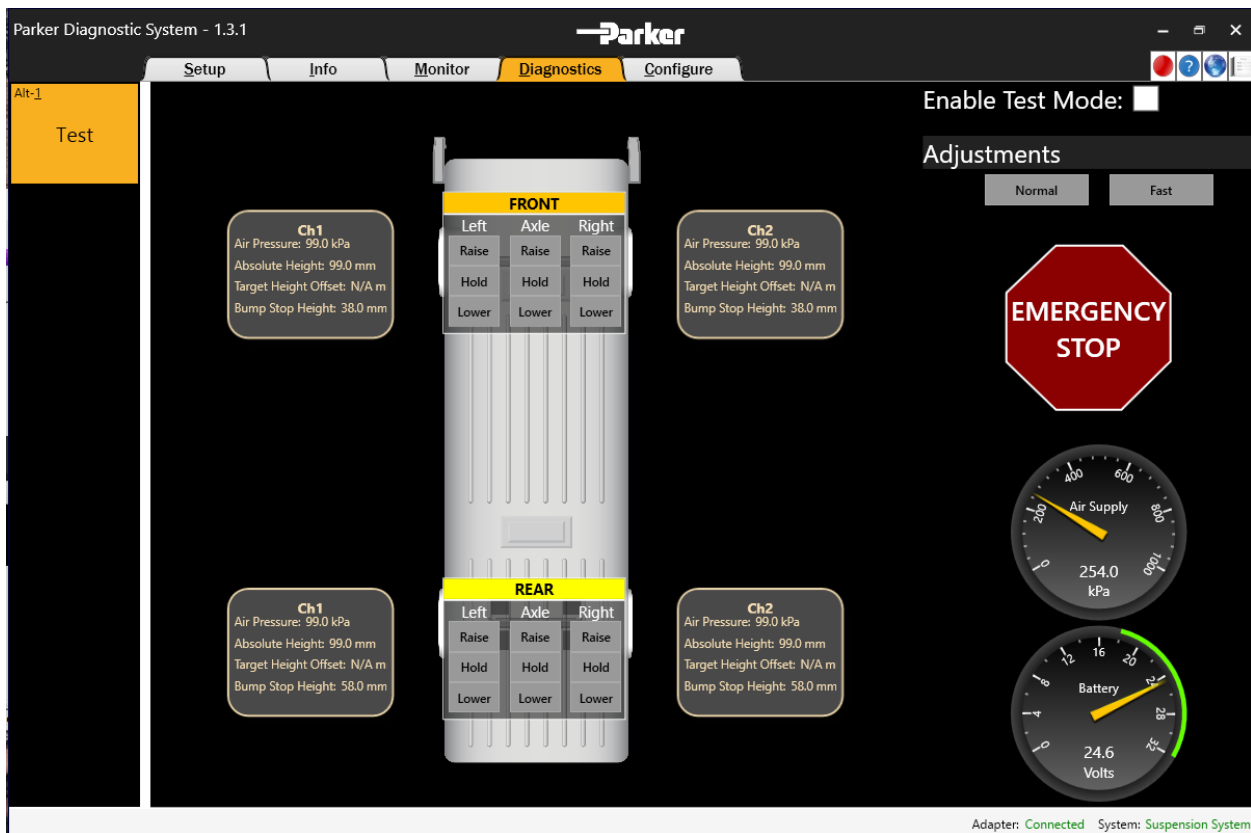 Parker Diagnostic System - 1.3.1
Parker
Setup
Info
Monitor
Diagnostics
Configure
Alt-1
Test
Enable Test Mode:
Adjustments
Normal
Fast
FRONT
Left Axle Right
Raise Raise Raise
Hold Hold Hold
Lower Lower Lower
Ch1
Air Pressure: 99.0 kPa
Absolute Height: 99.0 mm
Target Height Offset: N/A m
Bump Stop Height: 38.0 mm
Ch2
Air Pressure: 99.0 kPa
Absolute Height: 99.0 mm
Target Height Offset: N/A m
Bump Stop Height: 38.0 mm
EMERGENCY
STOP
0 200 400 600 800 1000
Air Supply
254.0
kPa
REAR
Left Axle Right
Raise Raise Raise
Hold Hold Hold
Lower Lower Lower
Ch1
Air Pressure: 99.0 kPa
Absolute Height: 99.0 mm
Target Height Offset: N/A m
Bump Stop Height: 58.0 mm
Ch2
Air Pressure: 99.0 kPa
Absolute Height: 99.0 mm
Target Height Offset: N/A m
Bump Stop Height: 58.0 mm
0 4 8 12 16 20 24 28 32
Battery
24.6
Volts
Adapter: Connected System: Suspension System